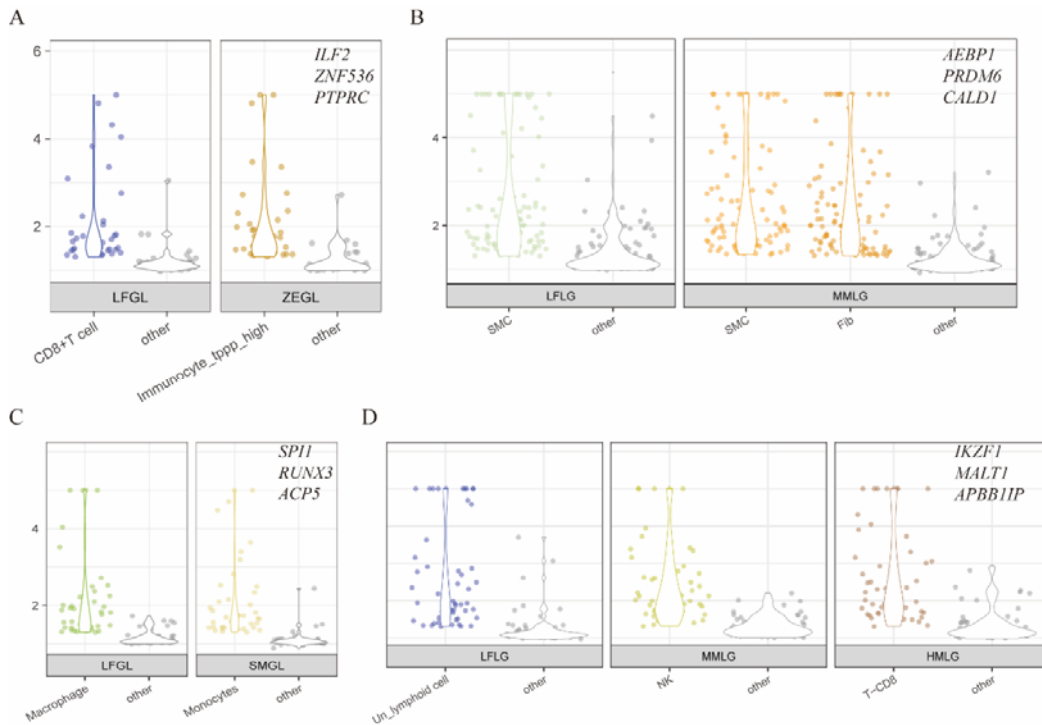 A
ILF2
ZNF536
PTPRC
6
4
2
LFGL
ZEGL
CD8+T cell
other
Immunocyte_tppp_high
other
B
AEBP1
PRDM6
CALD1
4
2
LFLG
MMLG
SMC
other
SMC
Fib
other
C
SPI1
RUNX3
ACP5
4
2
LFGL
SMGL
Macrophage
other
Monocytes
other
D
IKZF1
MALT1
APBB1IP
LFLG
MMLG
HMLG
Un_lymphoid cell
other
NK
other
T-CD8
other